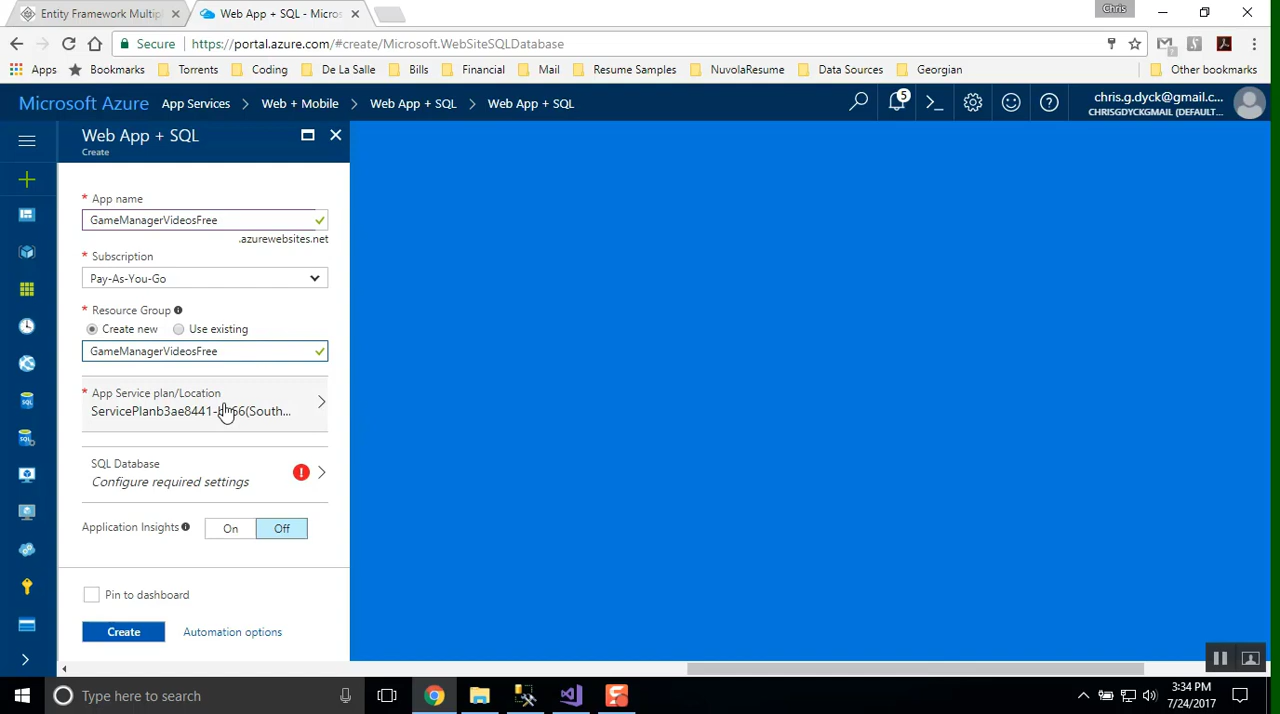 Entity Framework Multipl
Web App + SQL - Micros
Chris
Secure
https://portal.azure.com/#create/Microsoft.WebSiteSQLDatabase
Apps
Bookmarks
Torrents
Coding
De La Salle
Bills
Financial
Mail
Resume Samples
NuvolaResume
Data Sources
Georgian
Other bookmarks
Microsoft Azure
App Services
Web + Mobile
Web App + SQL
Web App + SQL
5
chris.g.dyck@gmail.c...
CHRISGDYCKGMAIL (DEFAULT...
Web App + SQL
Create
* App name
GameManagerVideosFree
.azurewebsites.net
* Subscription
Pay-As-You-Go
* Resource Group
Create new
Use existing
GameManagerVideosFree
* App Service plan/Location
(South...
SQL Database
Configure required settings
Application Insights
On
Off
Pin to dashboard
Create
Automation options
Type here to search
3:34 PM
7/24/2017